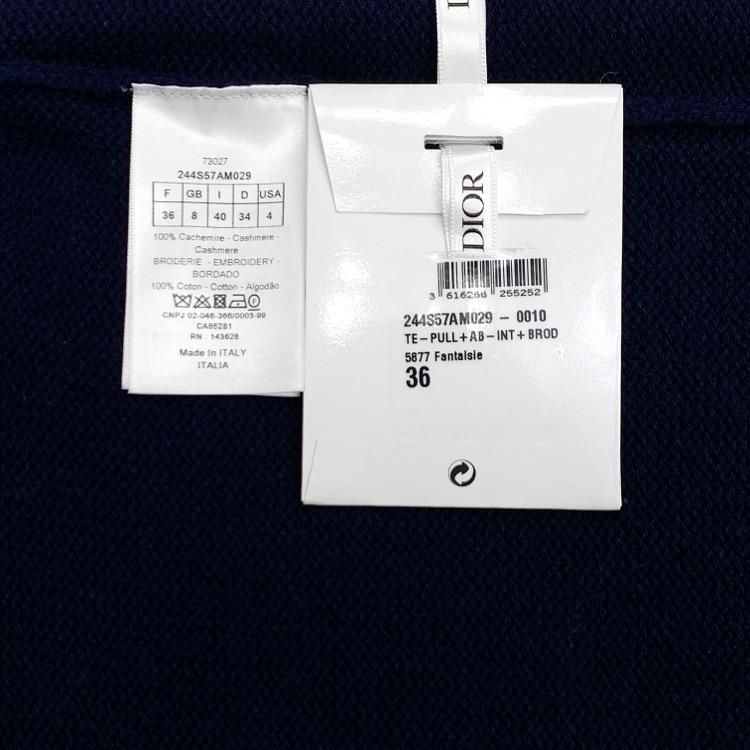 73027
244S57AM029
F GB I D USA
36 8 40 34 4
100% Cachemire - Cashmere -
Cashmere
BRODERIE - EMBROIDERY -
BORDADO
100% Coton - Cotton - Algodão
CNPJ 02-046-366/0003-99
CA65281
RN : 143628
Made In ITALY
ITALIA
D
DIOR
3 616266 255252
244S57AM029 - 0010
TE-PULL+AB-INT+BROD
5877 Fantaisie
36